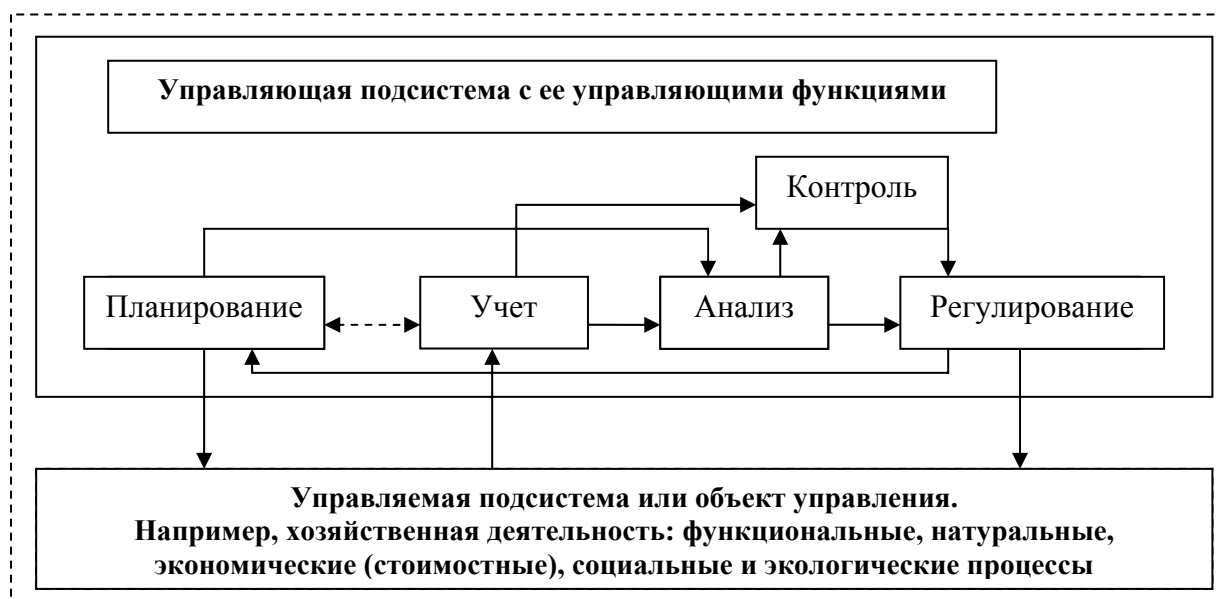 Управляющая подсистема с ее управляющими функциями
Контроль
Планирование
Учет
Анализ
Регулирование
Управляемая подсистема или объект управления.
Например, хозяйственная деятельность: функциональные, натуральные,
экономические (стоимостные), социальные и экологические процессы